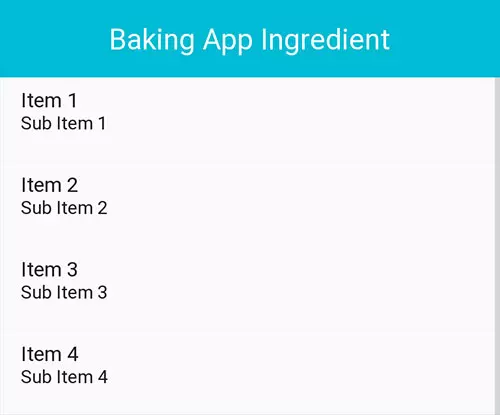 Baking App Ingredient
Item 1
Sub Item 1
Item 2
Sub Item 2
Item 3
Sub Item 3
Item 4
Sub Item 4